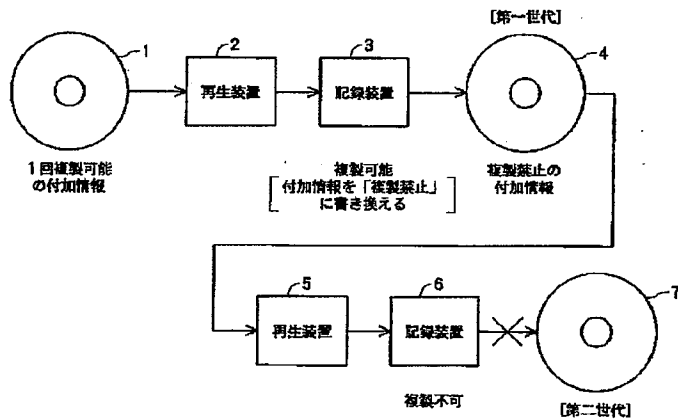 [第一世代]
1
2
3
4
再生装置
記録装置
1回複製可能
の付加情報
複製可能
付加情報を「複製禁止」
に書き換える
複製禁止の
付加情報
5
6
7
再生装置
記録装置
複製不可
[第二世代]